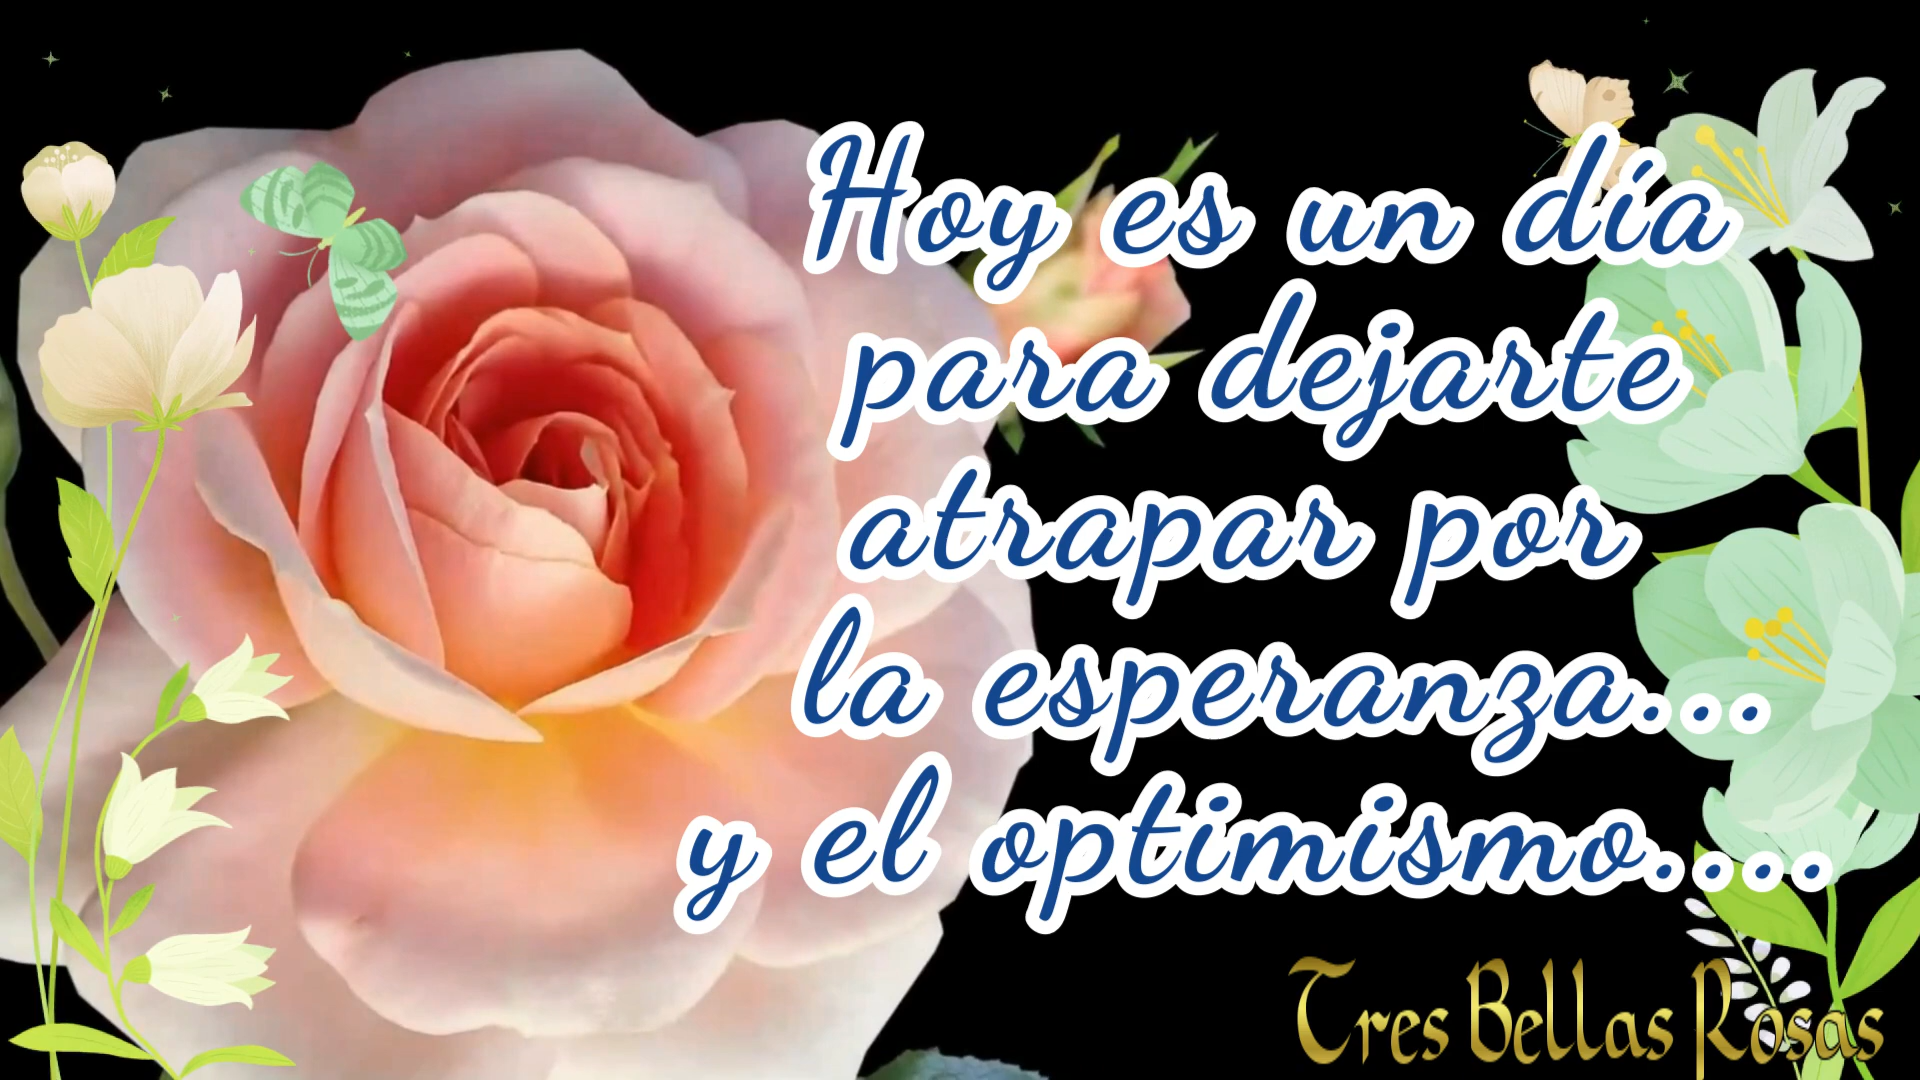 Hoy es un día
para dejarte
atrapar por
la esperanza...
y el optimismo....
Tres Bellas Rosas